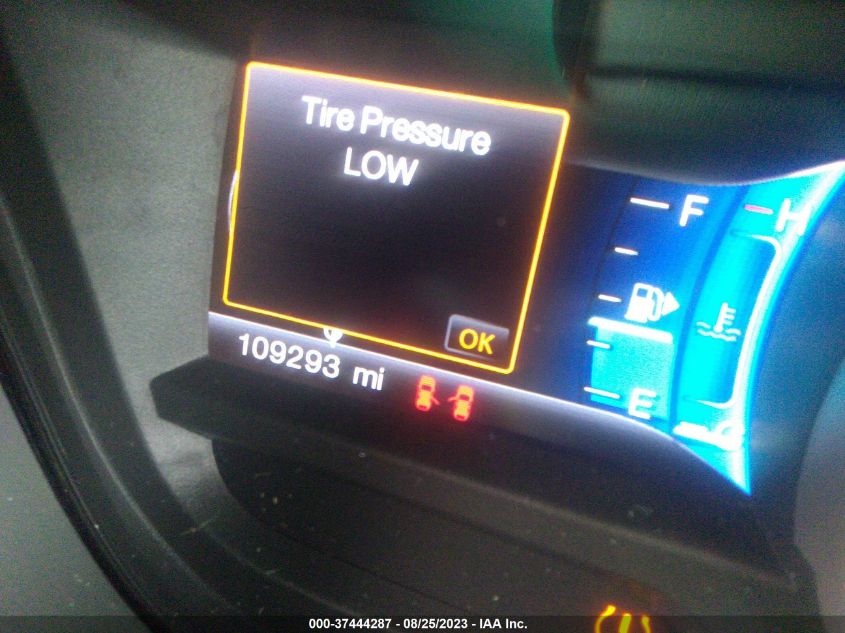 Tire Pressure
LOW
OK
109293 mi
F
H
E
000-37444287 - 08/25/2023 - IAA Inc.